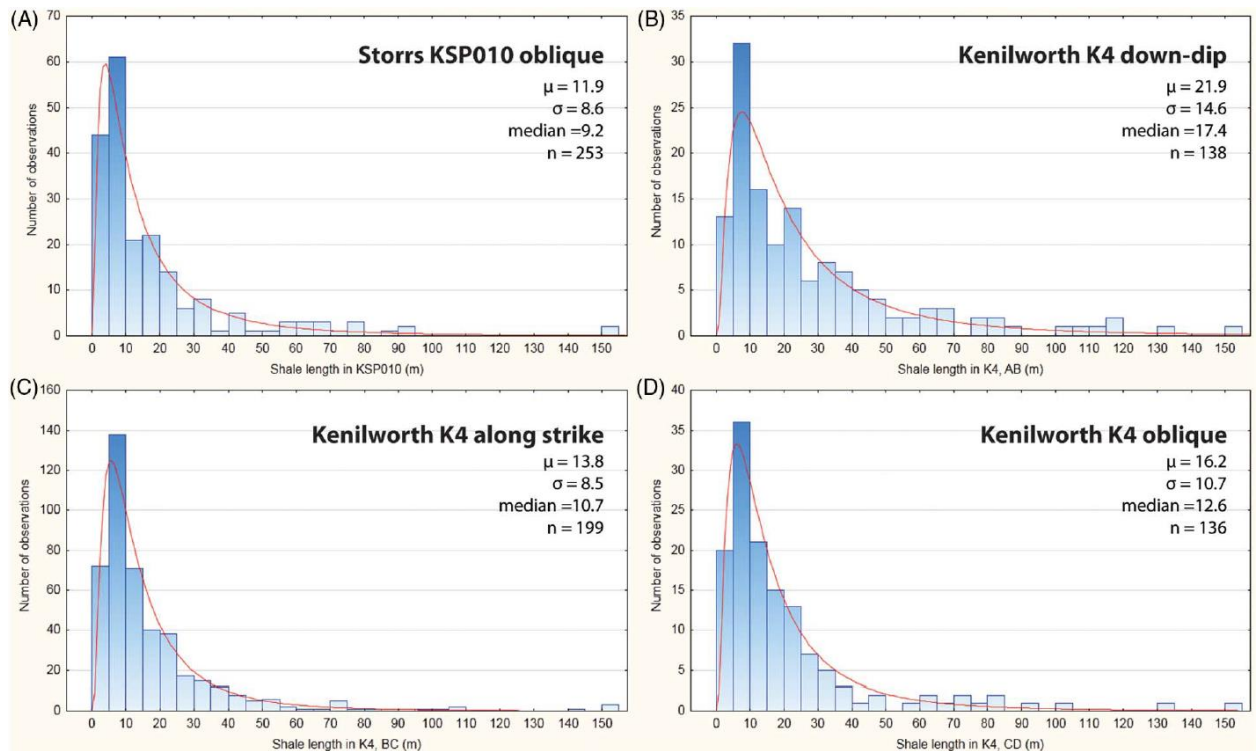 (A)
Storrs KSP010 oblique
μ = 11.9
σ = 8.6
median =9.2
n = 253
Number of observations
70
60
50
40
30
20
10
0
0 10 20 30 40 50 60 70 80 90 100 110 120 130 140 150
Shale length in KSP010 (m)
(B)
Kenilworth K4 down-dip
μ = 21.9
σ = 14.6
median =17.4
n = 138
Number of observations
35
30
25
20
15
10
5
0
0 10 20 30 40 50 60 70 80 90 100 110 120 130 140 150
Shale length in K4, AB (m)
(C)
Kenilworth K4 along strike
μ = 13.8
σ = 8.5
median =10.7
n = 199
Number of observations
160
140
120
100
80
60
40
20
0
0 10 20 30 40 50 60 70 80 90 100 110 120 130 140 150
Shale length in K4, BC (m)
(D)
Kenilworth K4 oblique
μ = 16.2
σ = 10.7
median =12.6
n = 136
Number of observations
40
35
30
25
20
15
10
5
0
0 10 20 30 40 50 60 70 80 90 100 110 120 130 140 150
Shale length in K4, CD (m)